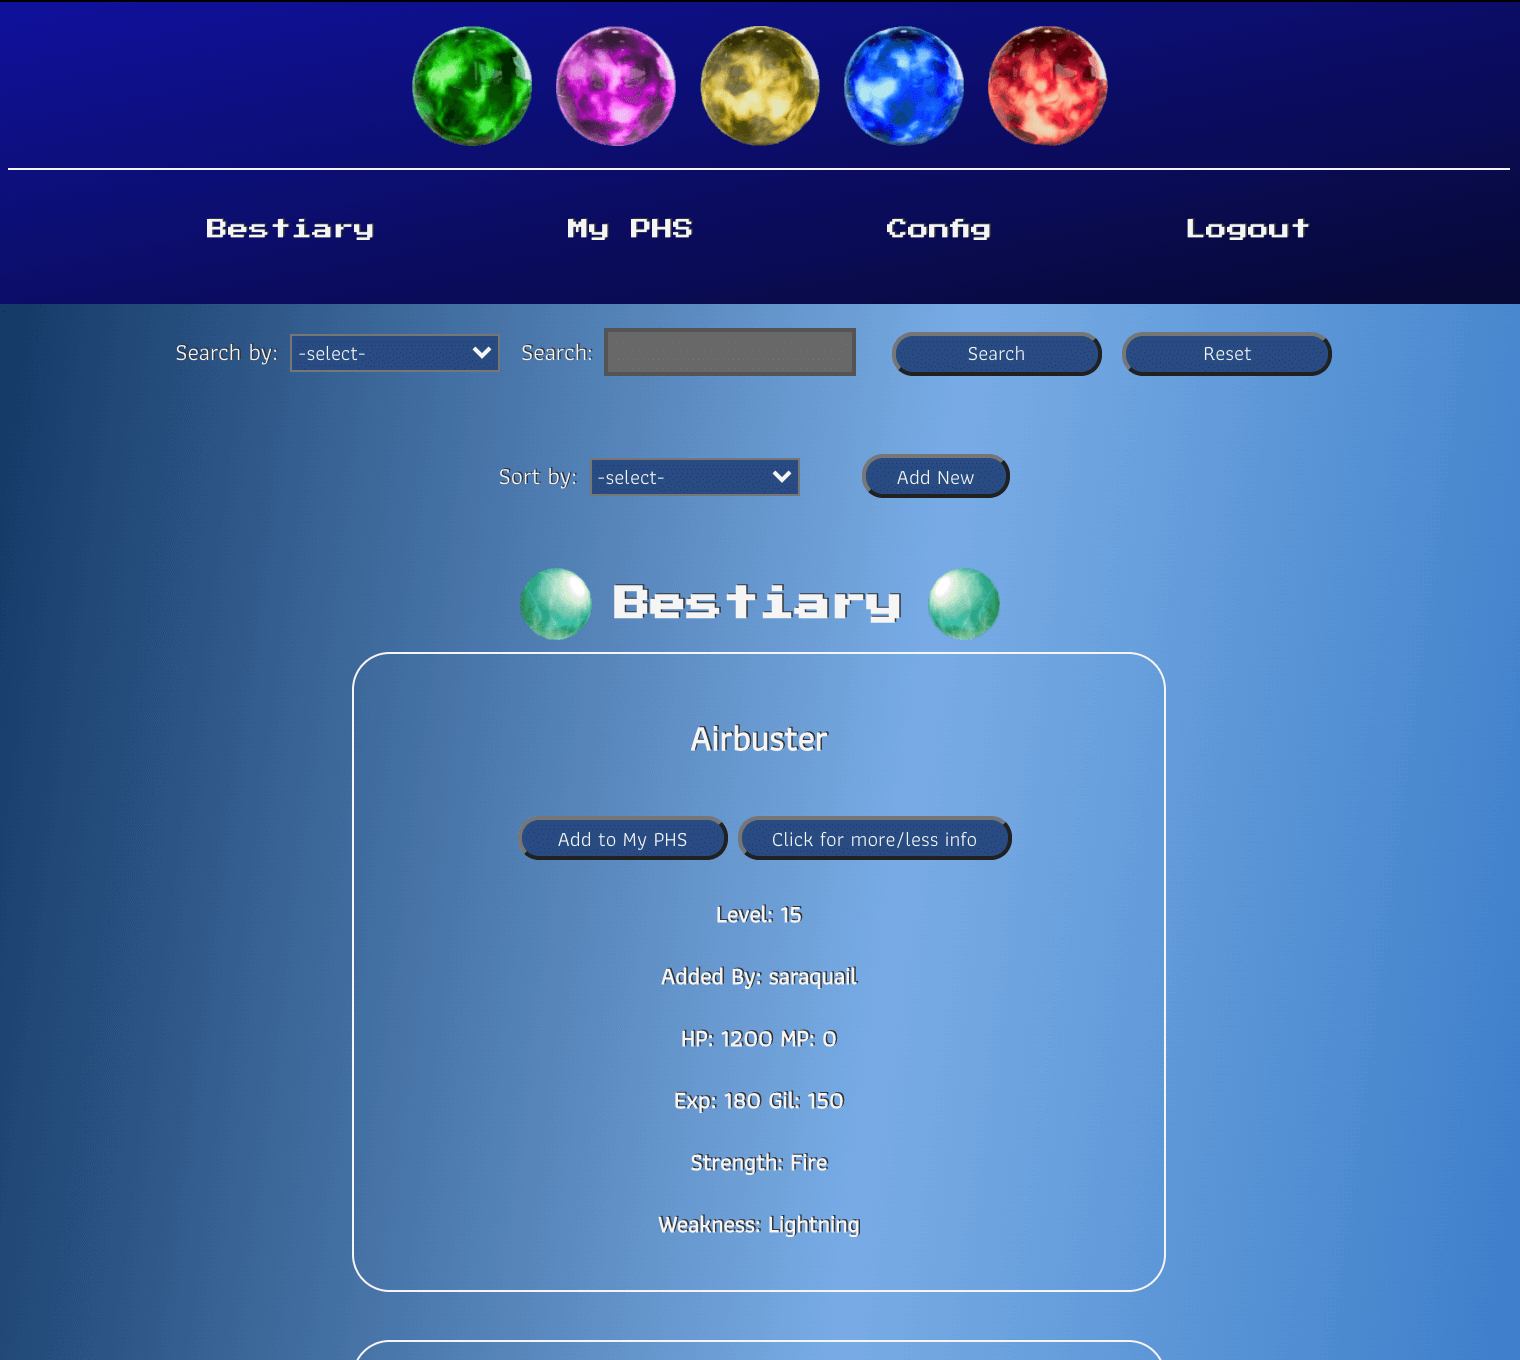 Bestiary My PHS Config Logout
Search by: -select- Search: Search Reset
Sort by: -select- Add New
Bestiary
Airbuster
Add to My PHS Click for more/less info
Level: 15
Added By: saraquail
HP: 1200 MP: 0
Exp: 180 Gil: 150
Strength: Fire
Weakness: Lightning